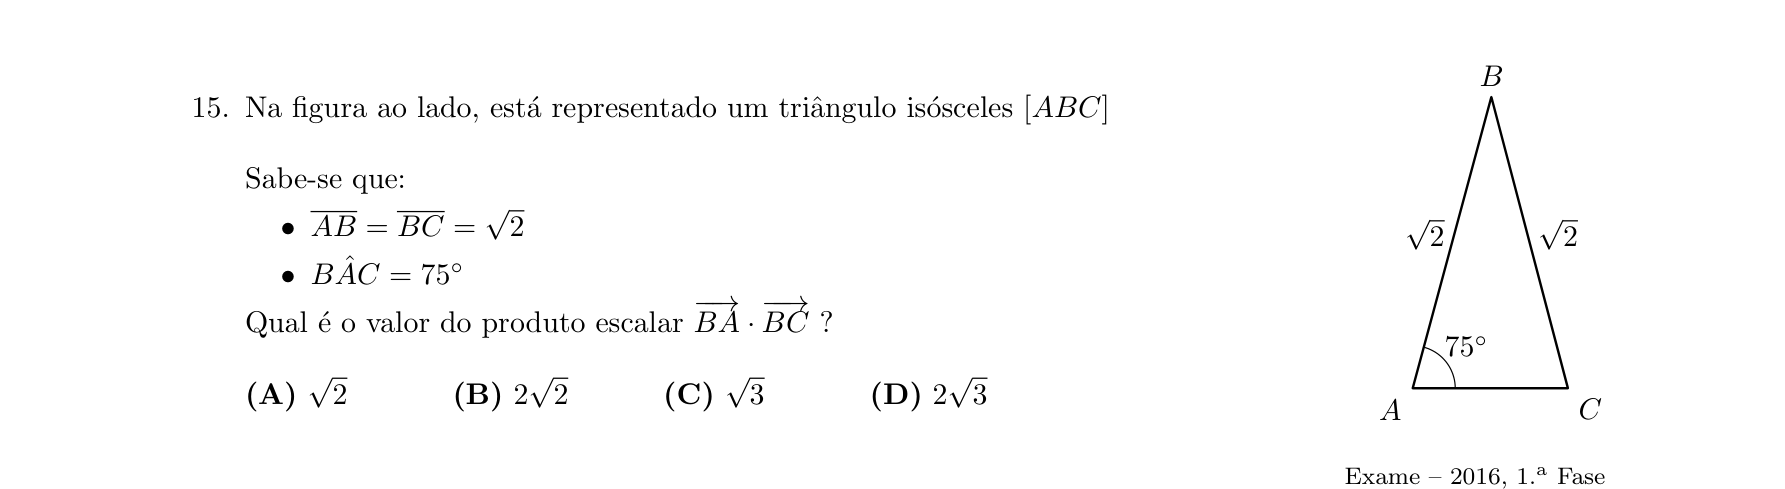 15. Na figura ao lado, está representado um triângulo isósceles [ABC]
Sabe-se que:
• $\overline{AB} = \overline{BC} = \sqrt{2}$
• $B\hat{A}C = 75^\circ$
Qual é o valor do produto escalar $\overrightarrow{BA} \cdot \overrightarrow{BC}$ ?
(A) $\sqrt{2}$ (B) $2\sqrt{2}$ (C) $\sqrt{3}$ (D) $2\sqrt{3}$
B
$\sqrt{2}$ $\sqrt{2}$
75°
A C
Exame – 2016, 1.ª Fase